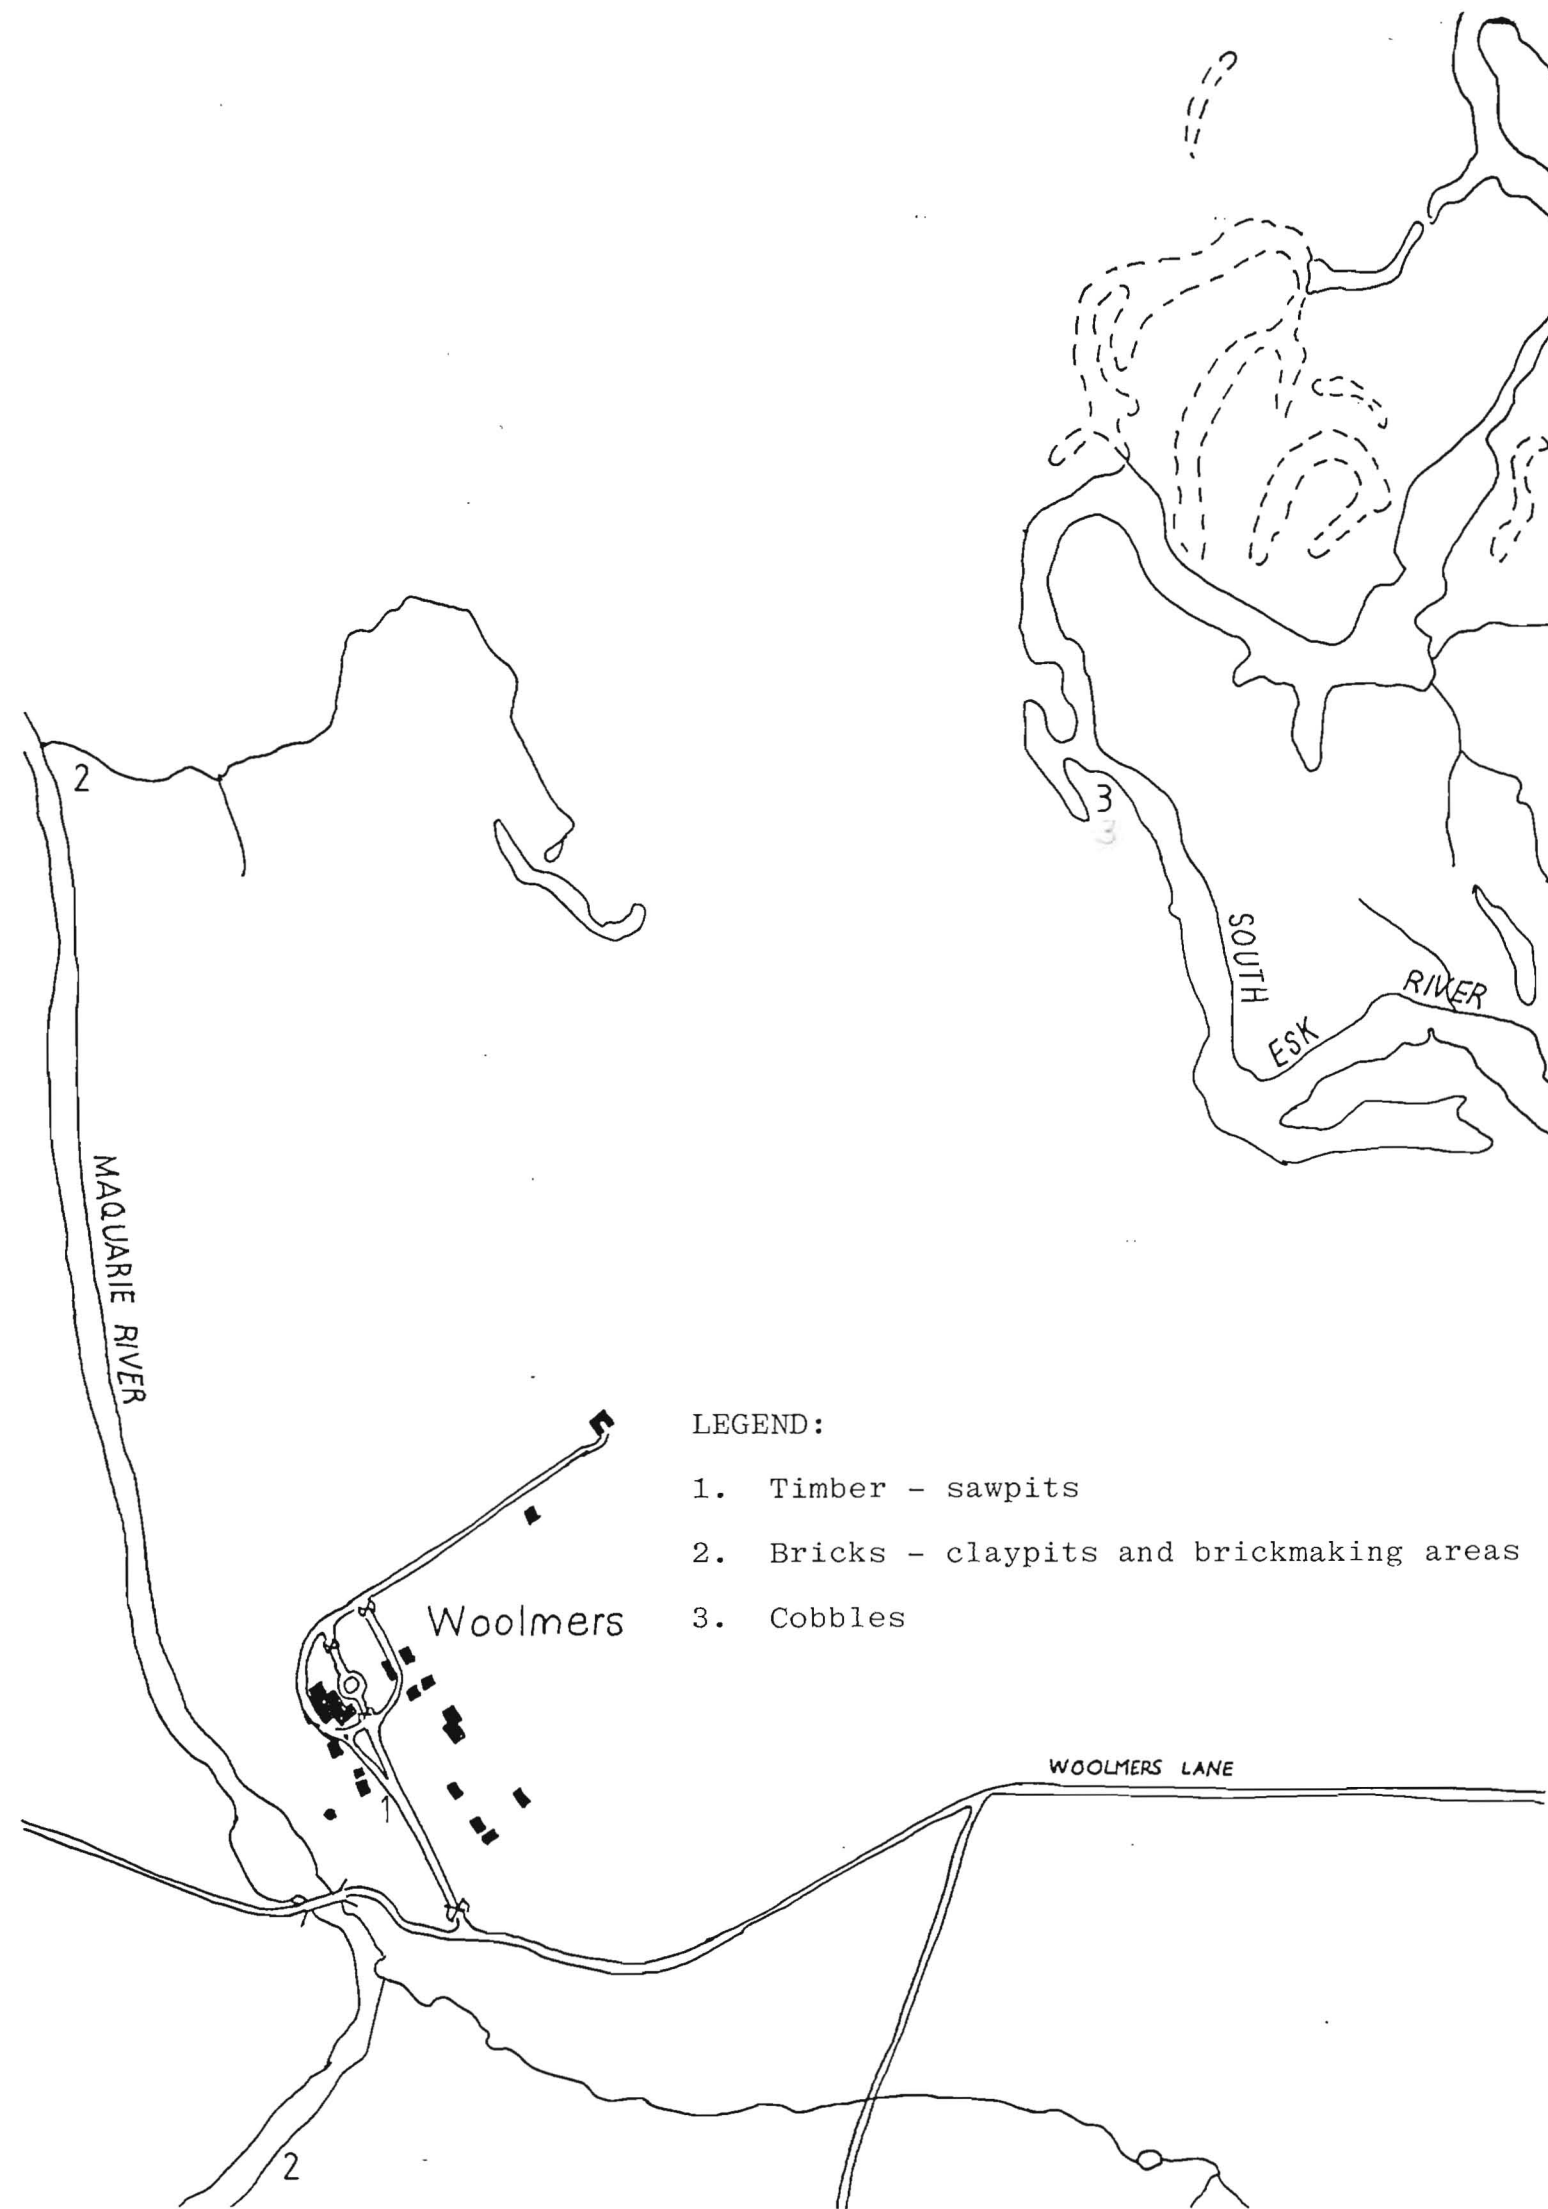 2
3
3
SOUTH
ESK
RIVER
MAQUARIE RIVER
LEGEND:
1. Timber - sawpits
2. Bricks - claypits and brickmaking areas
3. Cobbles
Woolmers
WOOLMERS LANE
1
2